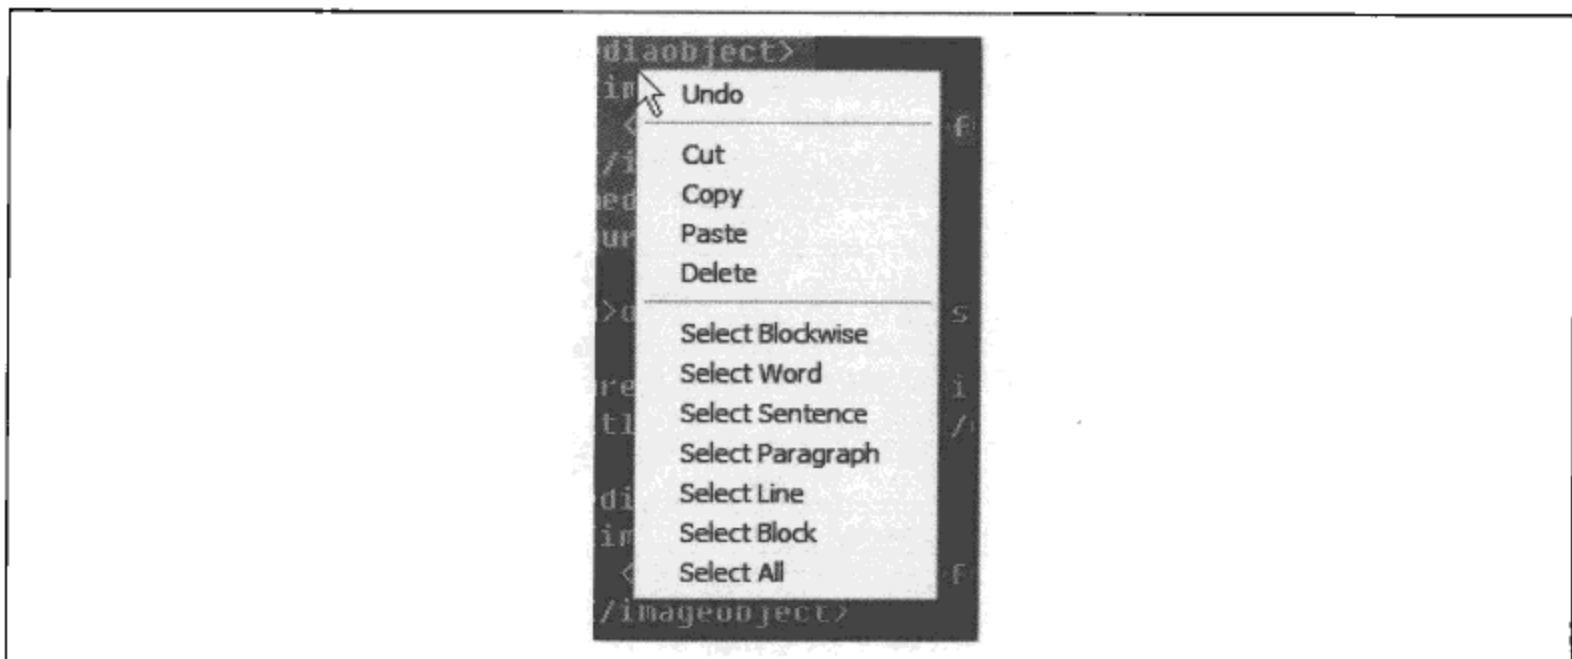 diaobject>
Undo
Cut
Copy
Paste
Delete
Select Blockwise
Select Word
Select Sentence
Select Paragraph
Select Line
Select Block
Select All
/imageobject>